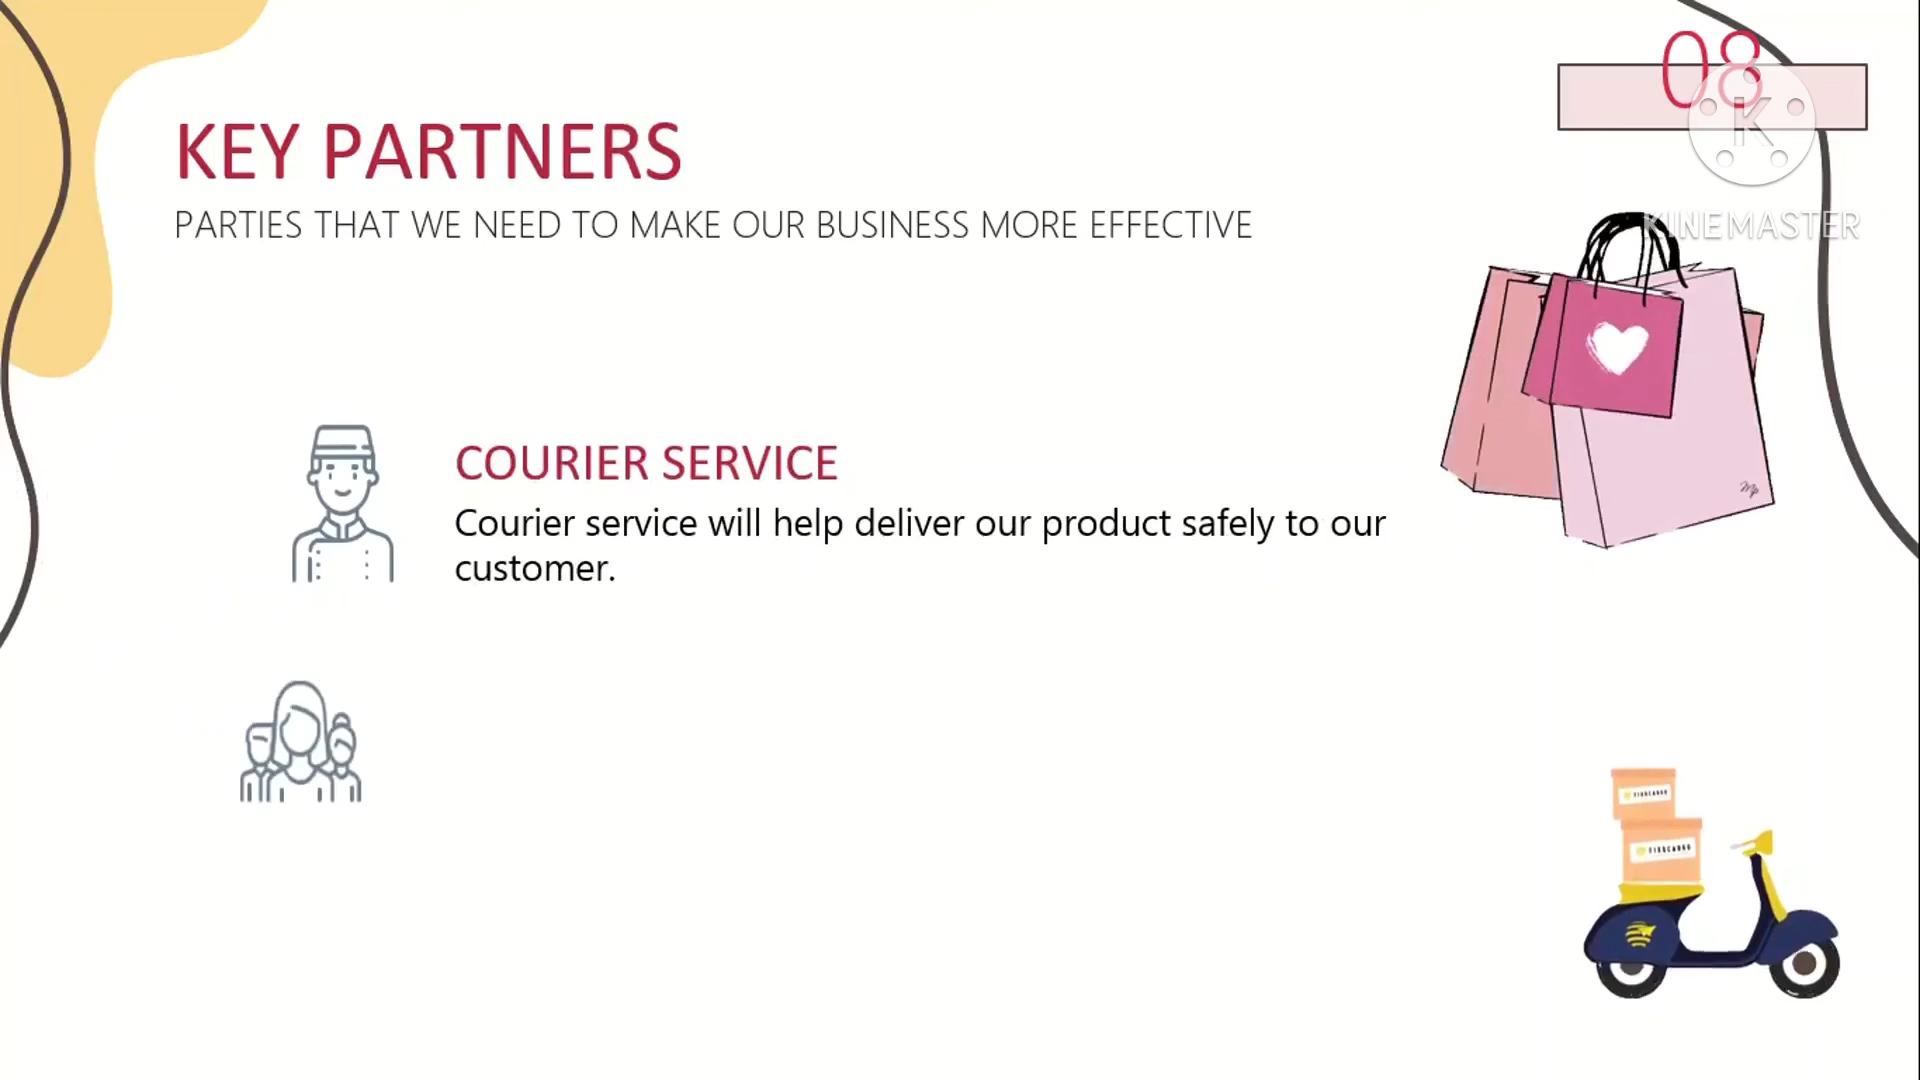 08
KEY PARTNERS
PARTIES THAT WE NEED TO MAKE OUR BUSINESS MORE EFFECTIVE
K
KINEMASTER
COURIER SERVICE
Courier service will help deliver our product safely to our
customer.